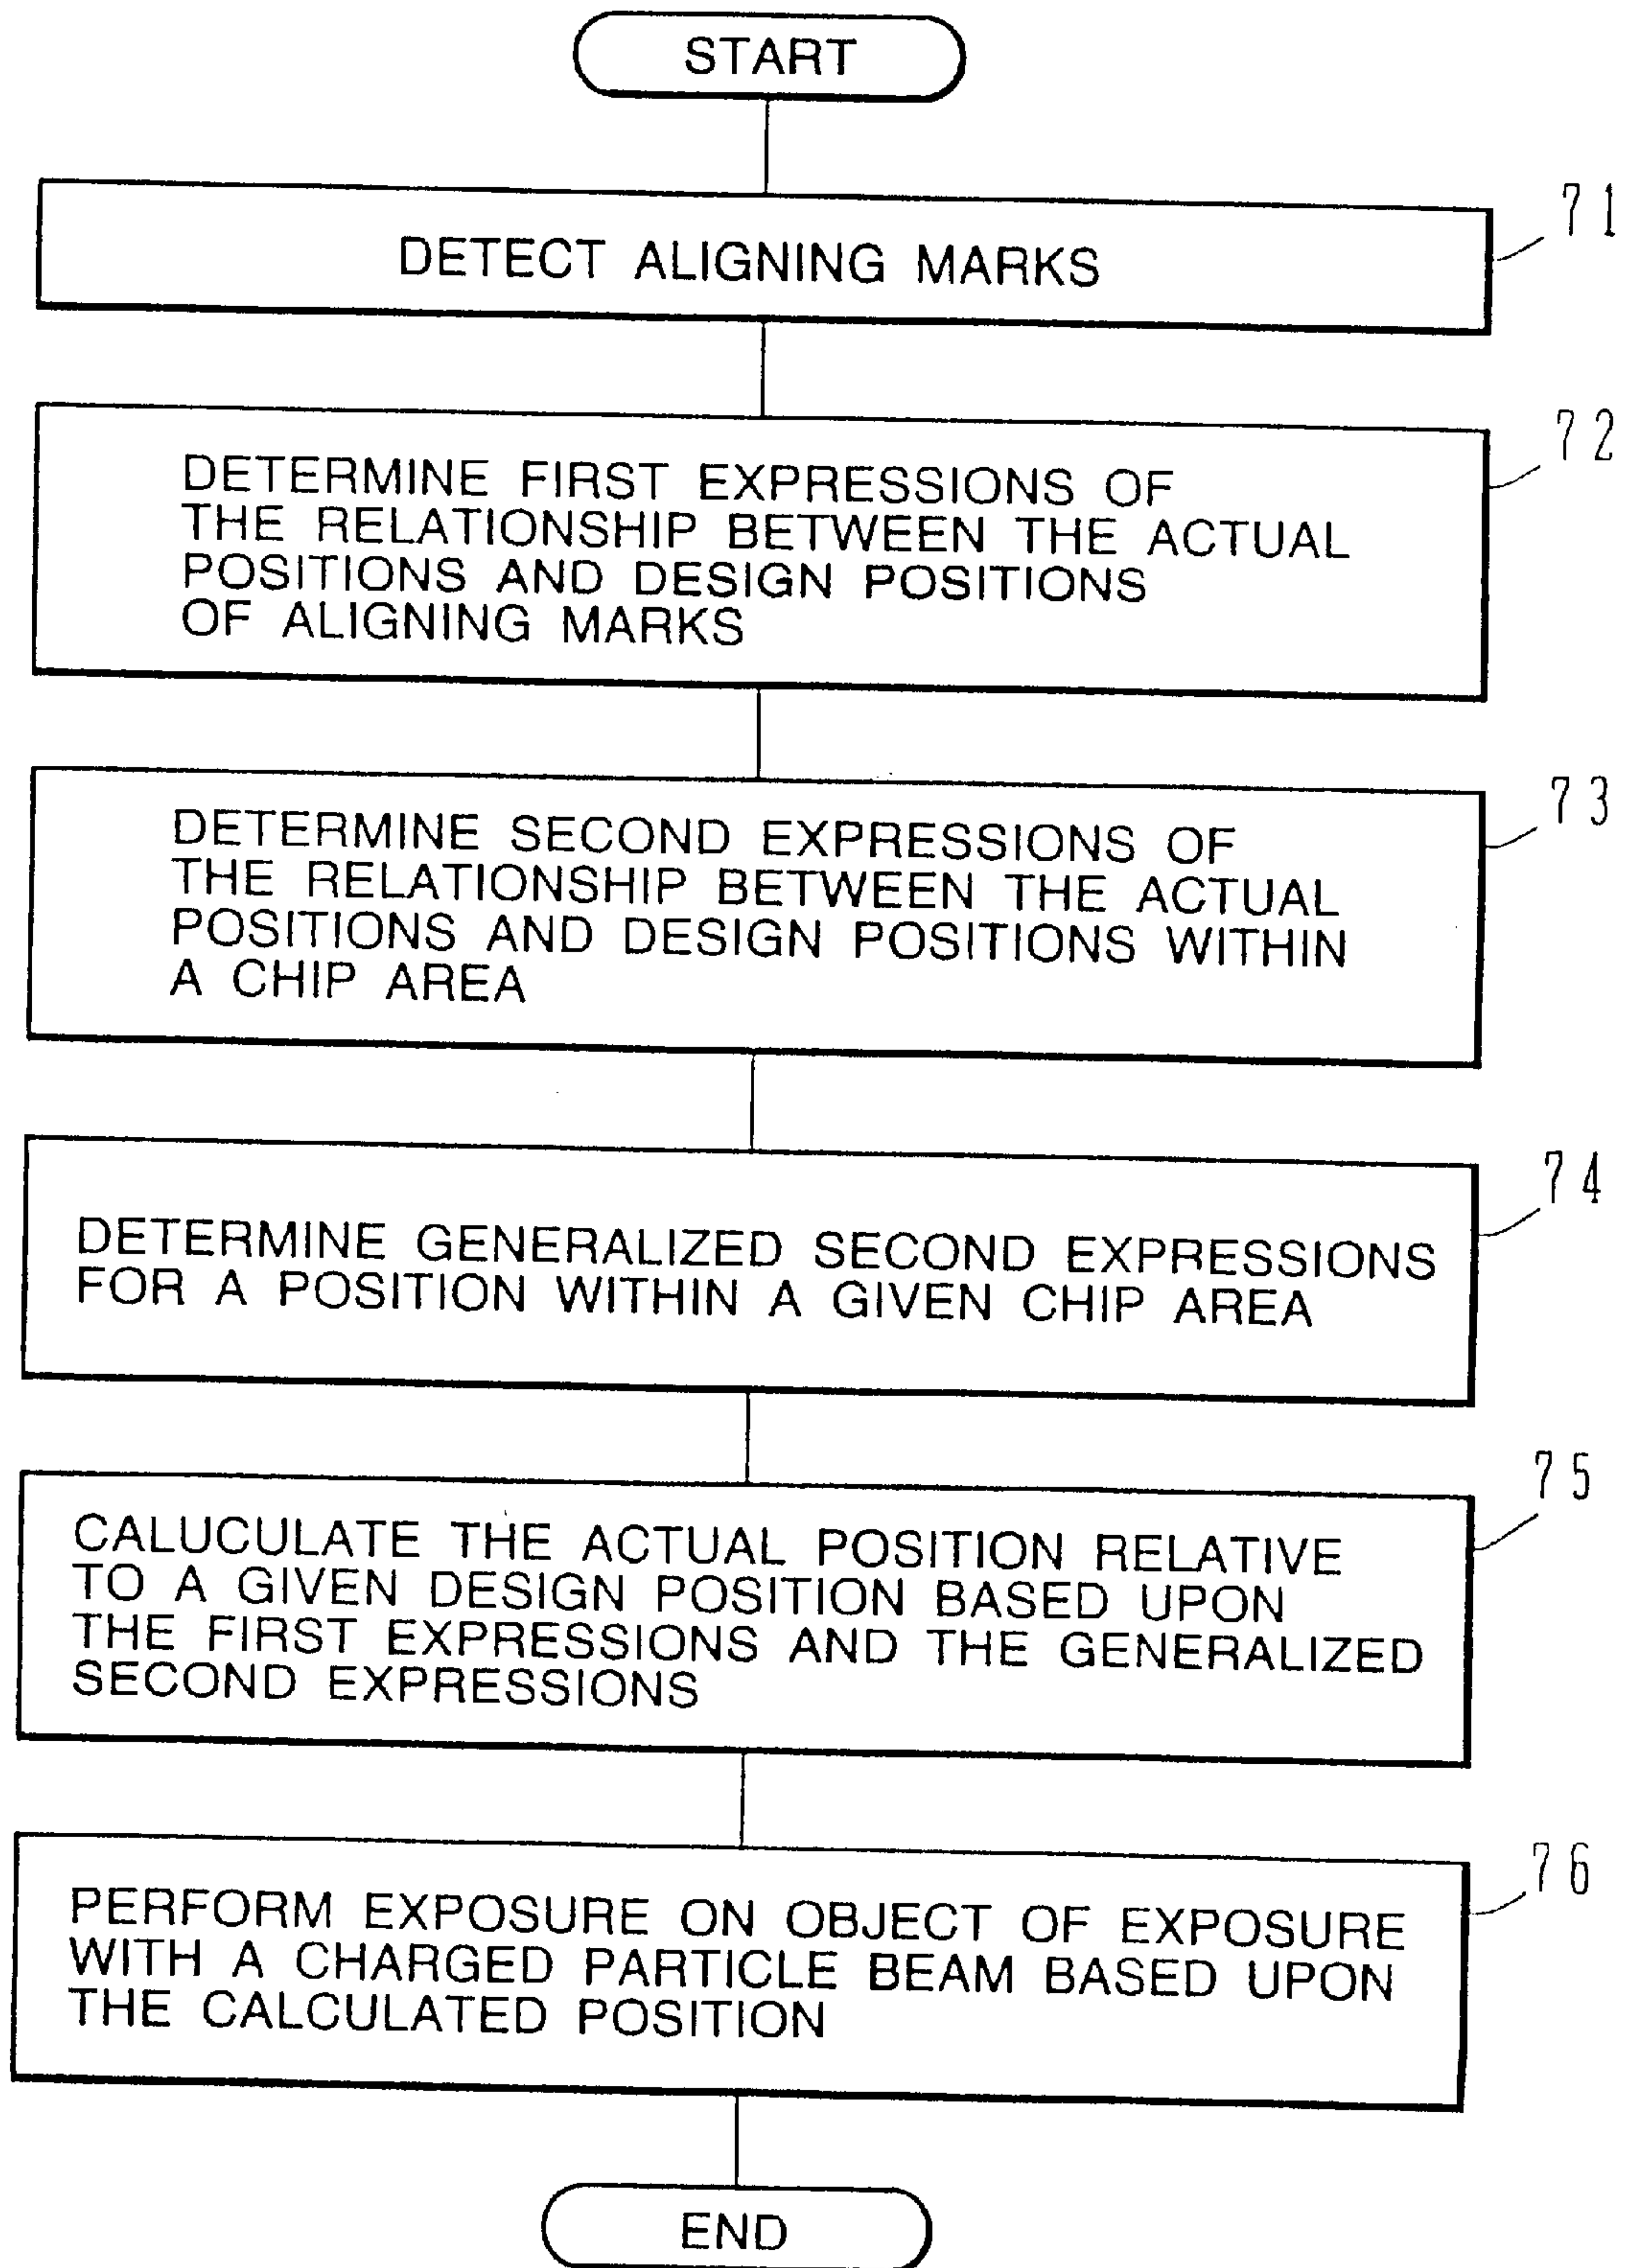 START
71
DETECT ALIGNING MARKS
72
DETERMINE FIRST EXPRESSIONS OF
THE RELATIONSHIP BETWEEN THE ACTUAL
POSITIONS AND DESIGN POSITIONS
OF ALIGNING MARKS
73
DETERMINE SECOND EXPRESSIONS OF
THE RELATIONSHIP BETWEEN THE ACTUAL
POSITIONS AND DESIGN POSITIONS WITHIN
A CHIP AREA
74
DETERMINE GENERALIZED SECOND EXPRESSIONS
FOR A POSITION WITHIN A GIVEN CHIP AREA
75
CALUCULATE THE ACTUAL POSITION RELATIVE
TO A GIVEN DESIGN POSITION BASED UPON
THE FIRST EXPRESSIONS AND THE GENERALIZED
SECOND EXPRESSIONS
76
PERFORM EXPOSURE ON OBJECT OF EXPOSURE
WITH A CHARGED PARTICLE BEAM BASED UPON
THE CALCULATED POSITION
END